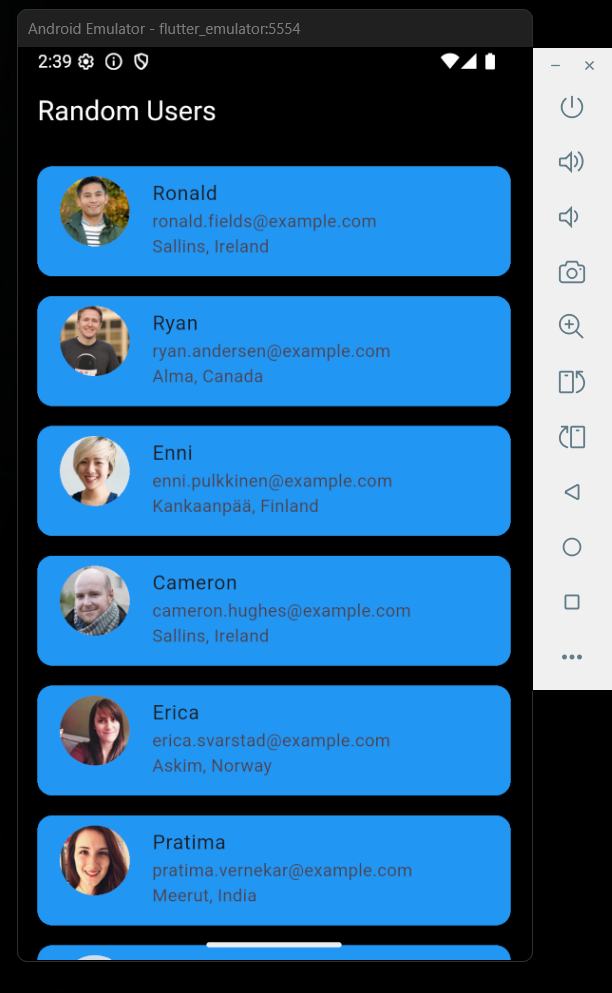 Android Emulator - flutter_emulator:5554
2:39
Random Users
Ronald
ronald.fields@example.com
Sallins, Ireland
Ryan
ryan.andersen@example.com
Alma, Canada
Enni
enni.pulkkinen@example.com
Kankaanpää, Finland
Cameron
cameron.hughes@example.com
Sallins, Ireland
Erica
erica.svarstad@example.com
Askim, Norway
Pratima
pratima.vernekar@example.com
Meerut, India